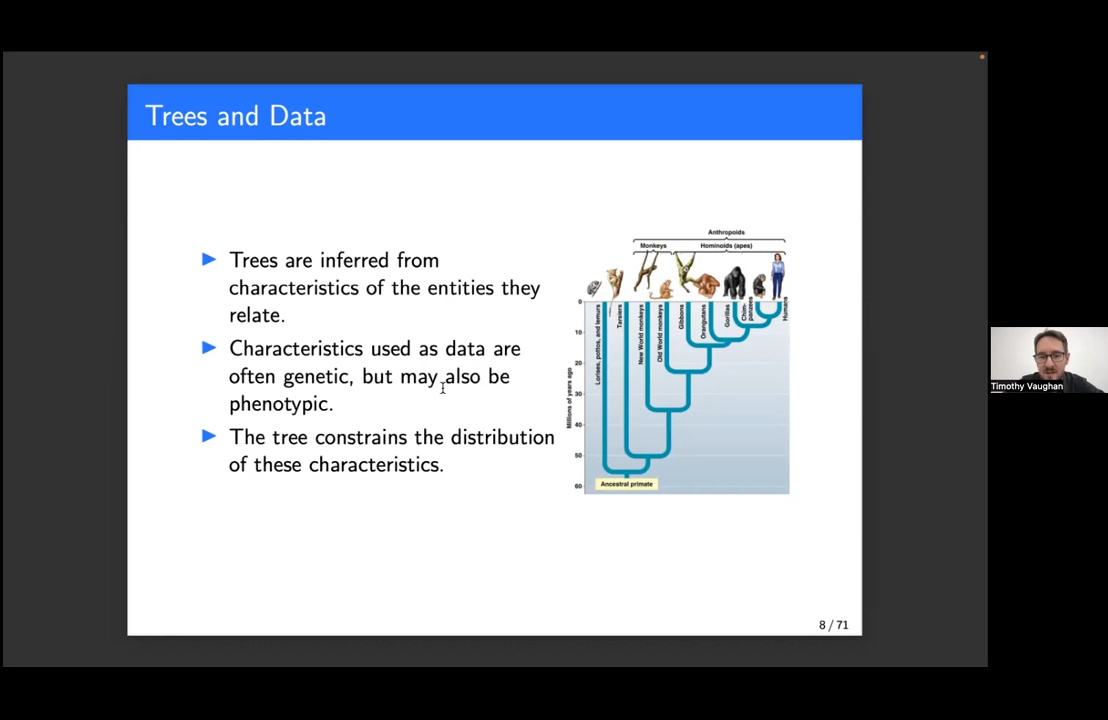 Trees and Data
Trees are inferred from
characteristics of the entities they
relate.
Characteristics used as data are
often genetic, but may also be
phenotypic.
The tree constrains the distribution
of these characteristics.
Anthropoids
Monkeys
Hominoids (apes)
0
10
20
30
40
50
60
Millions of years ago
Lorises, pottos, and lemurs
Tarsiers
New World monkeys
Old World monkeys
Gibbons
Orangutans
Gorillas
Chim-
panzees
Humans
Ancestral primate
8 / 71
Timothy Vaughan